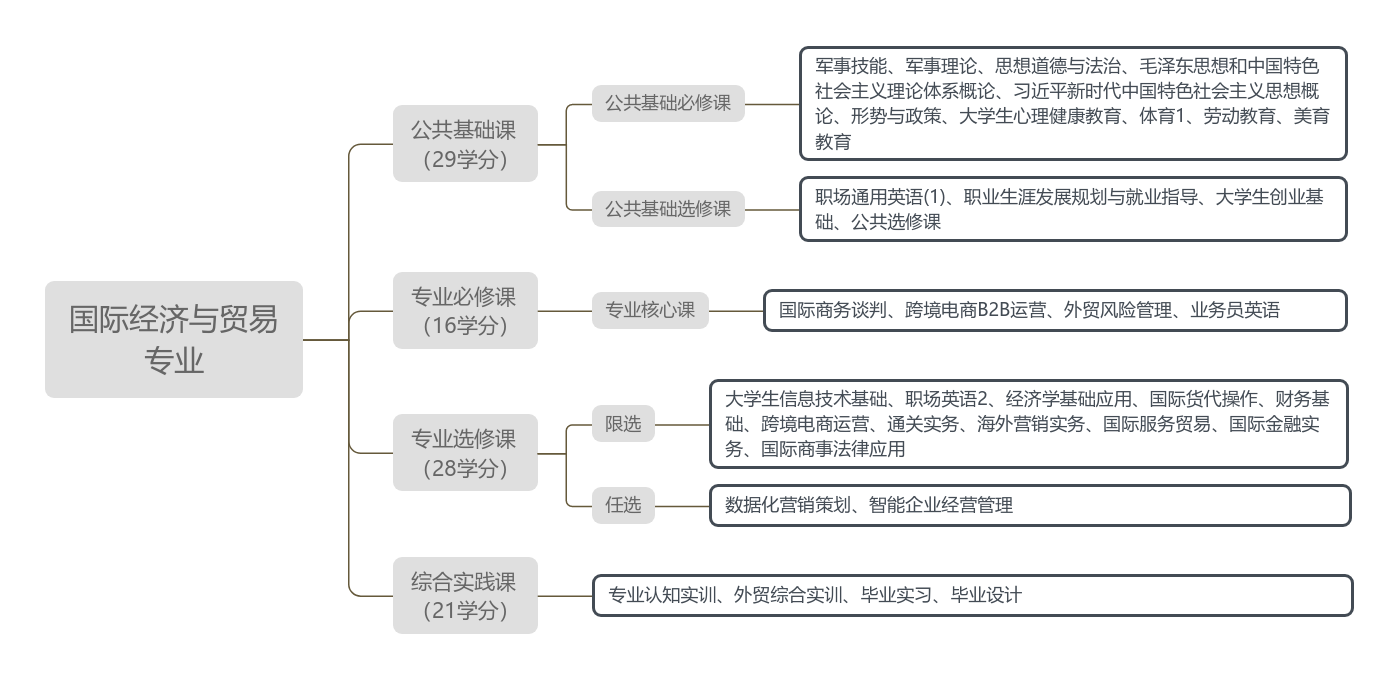 国际经济与贸易
专业
公共基础课
（29学分）
公共基础必修课
军事技能、军事理论、思想道德与法治、毛泽东思想和中国特色
社会主义理论体系概论、习近平新时代中国特色社会主义思想概
论、形势与政策、大学生心理健康教育、体育1、劳动教育、美育
教育
公共基础选修课
职场通用英语(1)、职业生涯发展规划与就业指导、大学生创业基
础、公共选修课
专业必修课
（16学分）
专业核心课
国际商务谈判、跨境电商B2B运营、外贸风险管理、业务员英语
专业选修课
（28学分）
限选
大学生信息技术基础、职场英语2、经济学基础应用、国际货代操作、财务基
础、跨境电商运营、通关实务、海外营销实务、国际服务贸易、国际金融实
务、国际商事法律应用
任选
数据化营销策划、智能企业经营管理
综合实践课
（21学分）
专业认知实训、外贸综合实训、毕业实习、毕业设计